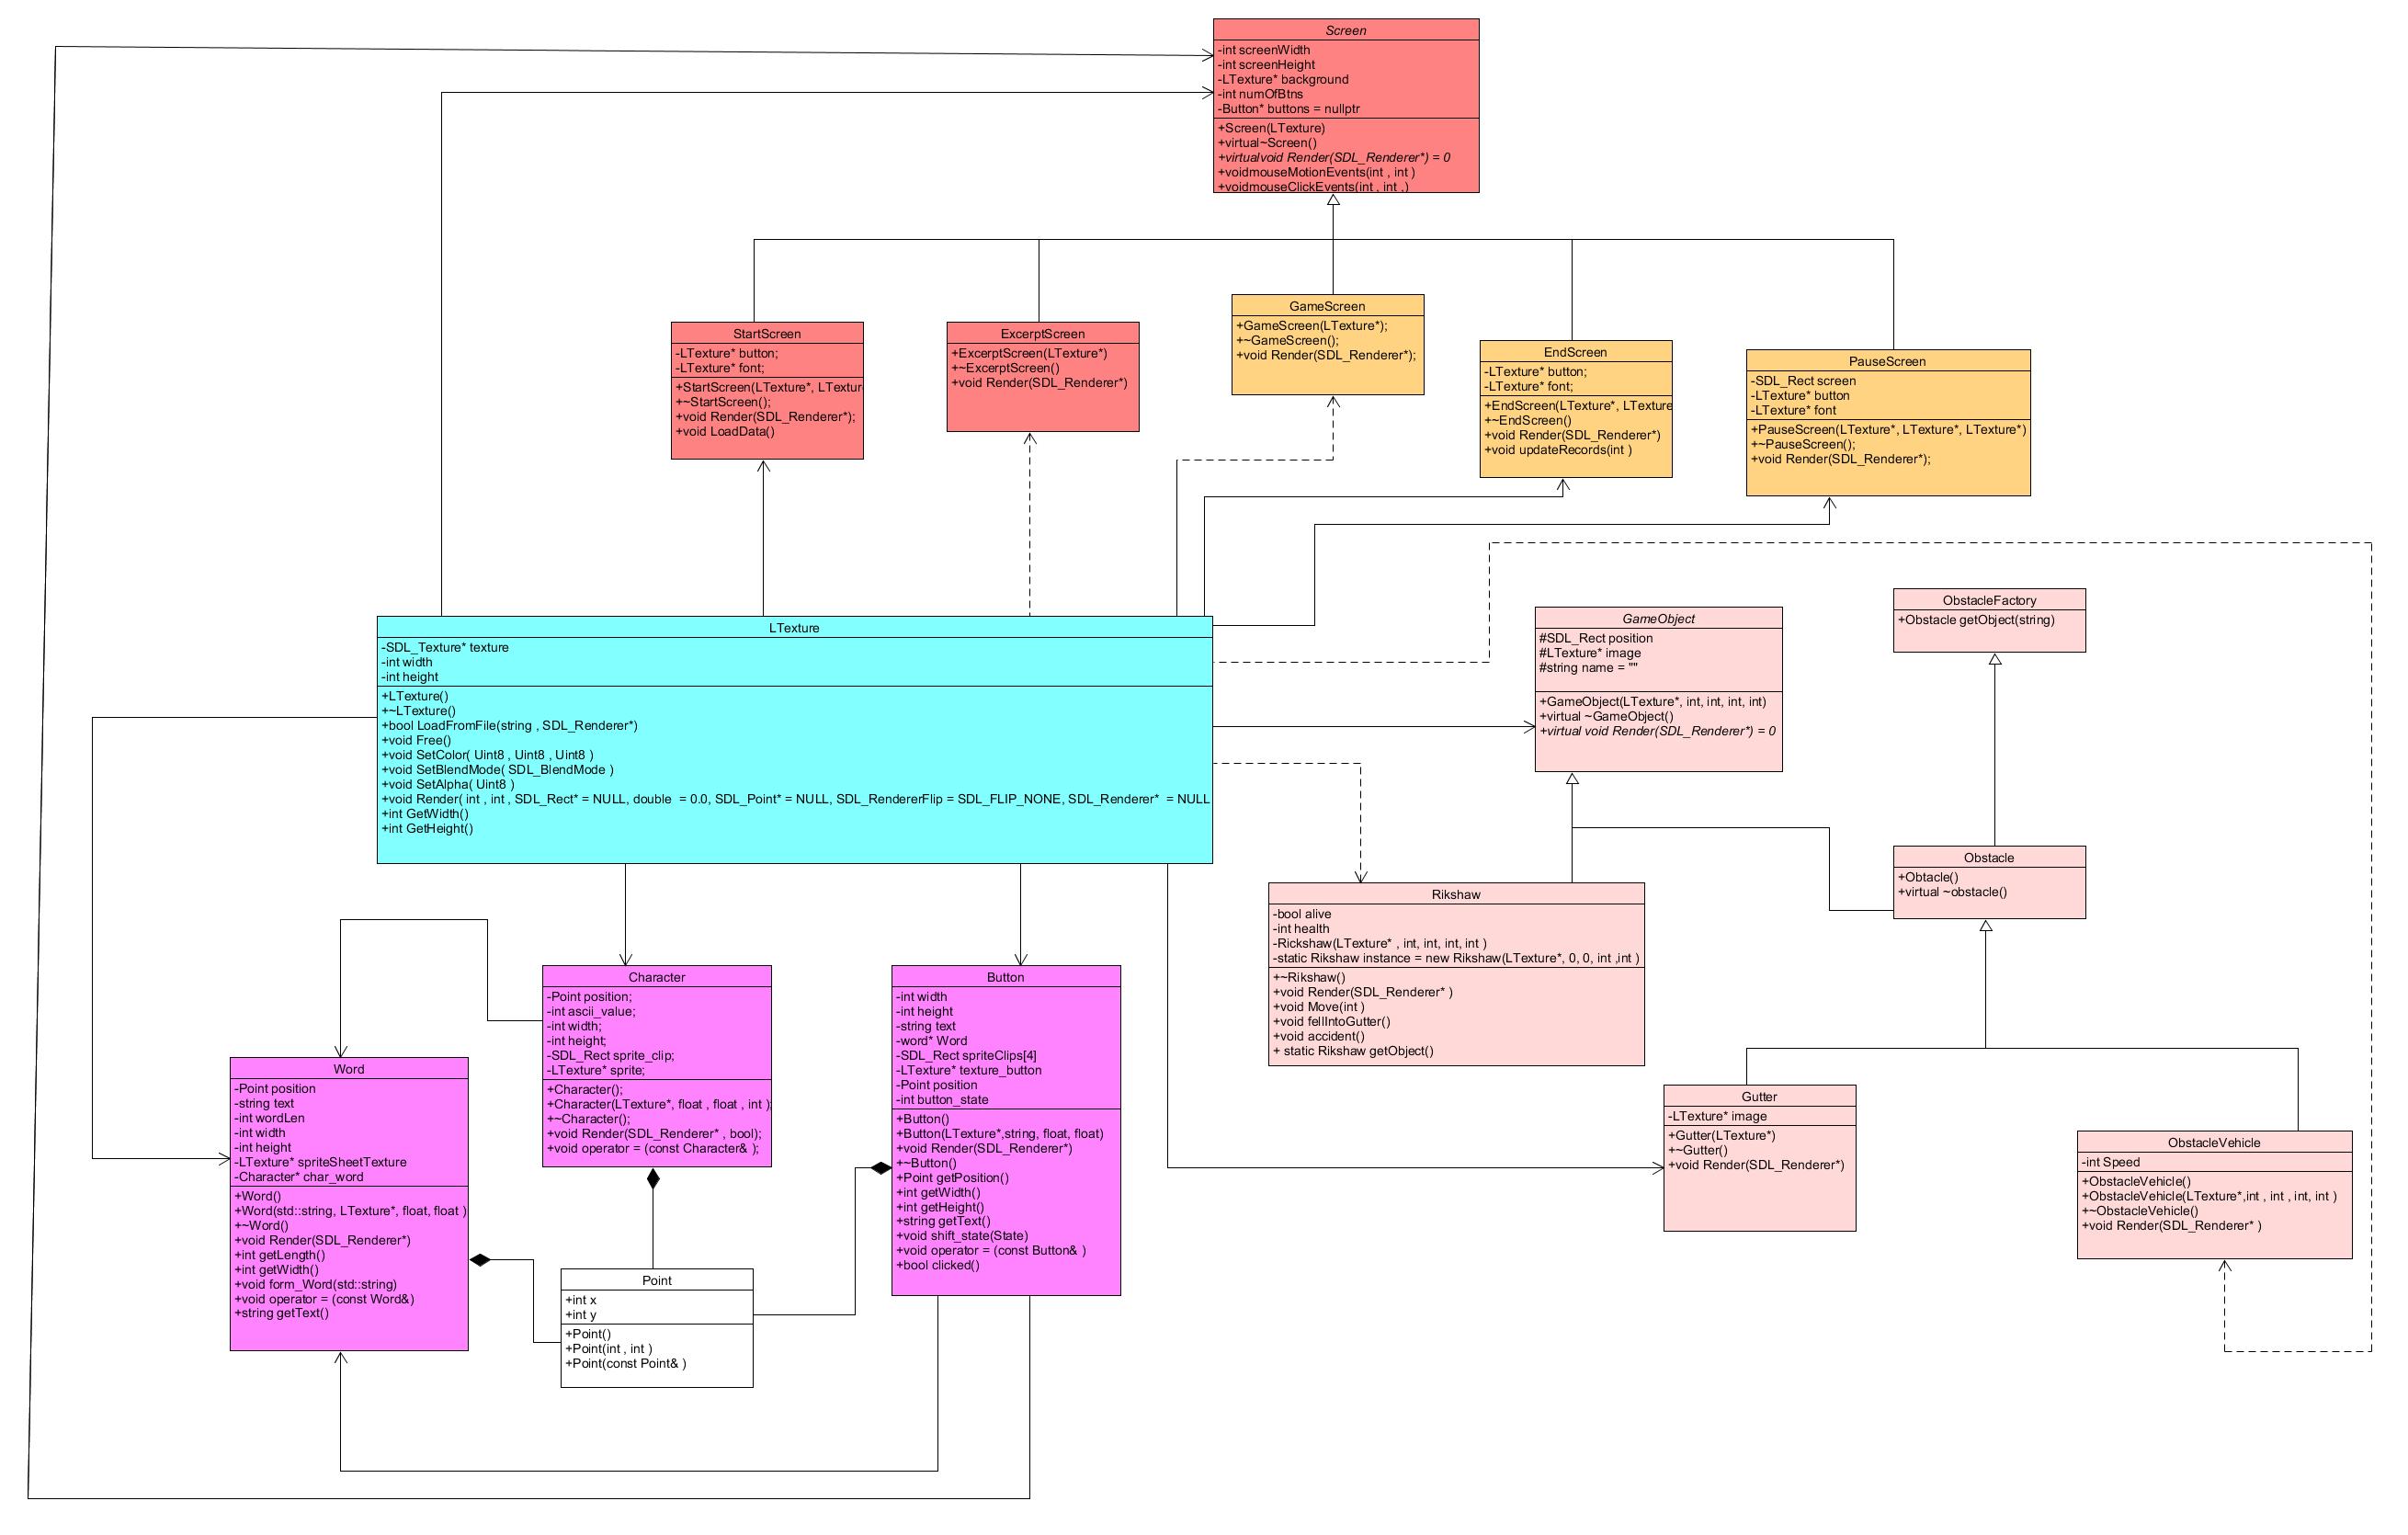 Screen
-int screenWidth
-int screenHeight
-LTexture* background
-int numOfBtns
-Button* buttons = nullptr
+Screen(LTexture)
+virtual~Screen()
+virtualvoid Render(SDL_Renderer*) = 0
+voidmouseMotionEvents(int , int )
+voidmouseClickEvents(int , int ,)
StartScreen
-LTexture* button;
-LTexture* font;
+StartScreen(LTexture*, LTextur
+~StartScreen();
+void Render(SDL_Renderer*);
+void LoadData()
ExcerptScreen
+ExcerptScreen(LTexture*)
+~ExcerptScreen()
+void Render(SDL_Renderer*)
GameScreen
+GameScreen(LTexture*);
+~GameScreen();
+void Render(SDL_Renderer*);
EndScreen
-LTexture* button;
-LTexture* font;
+EndScreen(LTexture*, LTexture
+~EndScreen()
+void Render(SDL_Renderer*)
+void updateRecords(int )
PauseScreen
-SDL_Rect screen
-LTexture* button
-LTexture* font
+PauseScreen(LTexture*, LTexture*, LTexture*)
+~PauseScreen();
+void Render(SDL_Renderer*);
LTexture
-SDL_Texture* texture
-int width
-int height
+LTexture()
+~LTexture()
+bool LoadFromFile(string , SDL_Renderer*)
+void Free()
+void SetColor( Uint8 , Uint8 , Uint8 )
+void SetBlendMode( SDL_BlendMode )
+void SetAlpha( Uint8 )
+void Render( int , int , SDL_Rect* = NULL, double  = 0.0, SDL_Point* = NULL, SDL_RendererFlip = SDL_FLIP_NONE, SDL_Renderer*  = NULL
+int GetWidth()
+int GetHeight()
GameObject
#SDL_Rect position
#LTexture* image
#string name = ""
+GameObject(LTexture*, int, int, int, int)
+virtual ~GameObject()
+virtual void Render(SDL_Renderer*) = 0
ObstacleFactory
+Obstacle getObject(string)
Obstacle
+Obtacle()
+virtual ~obstacle()
Rikshaw
-bool alive
-int health
-Rickshaw(LTexture* , int, int, int, int )
-static Rikshaw instance = new Rikshaw(LTexture*, 0, 0, int ,int )
+~Rikshaw()
+void Render(SDL_Renderer* )
+void Move(int )
+void fellIntoGutter()
+void accident()
+ static Rikshaw getObject()
Character
-Point position;
-int ascii_value;
-int width;
-int height;
-SDL_Rect sprite_clip;
-LTexture* sprite;
+Character();
+Character(LTexture*, float , float , int );
+~Character();
+void Render(SDL_Renderer* , bool);
+void operator = (const Character& );
Button
-int width
-int height
-string text
-word* Word
-SDL_Rect spriteClips[4]
-LTexture* texture_button
-Point position
-int button_state
+Button()
+Button(LTexture*,string, float, float)
+void Render(SDL_Renderer*)
+~Button()
+Point getPosition()
+int getWidth()
+int getHeight()
+string getText()
+void shift_state(State)
+void operator = (const Button& )
+bool clicked()
Word
-Point position
-string text
-int wordLen
-int width
-int height
-LTexture* spriteSheetTexture
-Character* char_word
+Word()
+Word(std::string, LTexture*, float, float )
+~Word()
+void Render(SDL_Renderer*)
+int getLength()
+int getWidth()
+void form_Word(std::string)
+void operator = (const Word&)
+string getText()
Point
+int x
+int y
+Point()
+Point(int , int )
+Point(const Point& )
Gutter
-LTexture* image
+Gutter(LTexture*)
+~Gutter()
+void Render(SDL_Renderer*)
ObstacleVehicle
-int Speed
+ObstacleVehicle()
+ObstacleVehicle(LTexture*,int , int , int, int )
+~ObstacleVehicle()
+void Render(SDL_Renderer* )